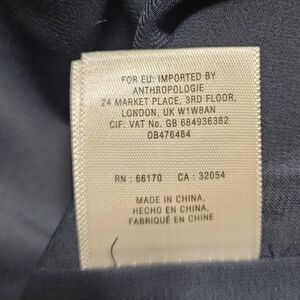 FOR EU: IMPORTED BY
ANTHROPOLOGIE
24 MARKET PLACE, 3RD FLOOR,
LONDON, UK W1W8AN
CIF: VAT No. GB 684936382
OB476484
RN : 66170 CA : 32054
MADE IN CHINA,
HECHO EN CHINA,
FABRIQUÉ EN CHINE